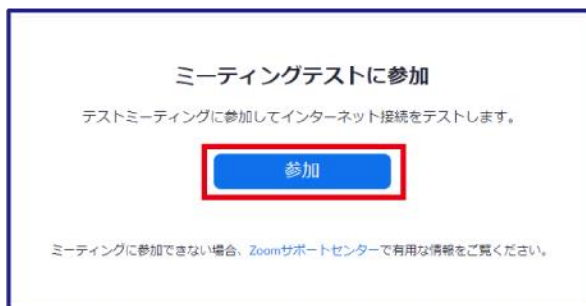 ミーティングテストに参加
テストミーティングに参加してインターネット接続をテストします。
参加
ミーティングに参加できない場合、Zoomサポートセンターで有用な情報をご覧ください。